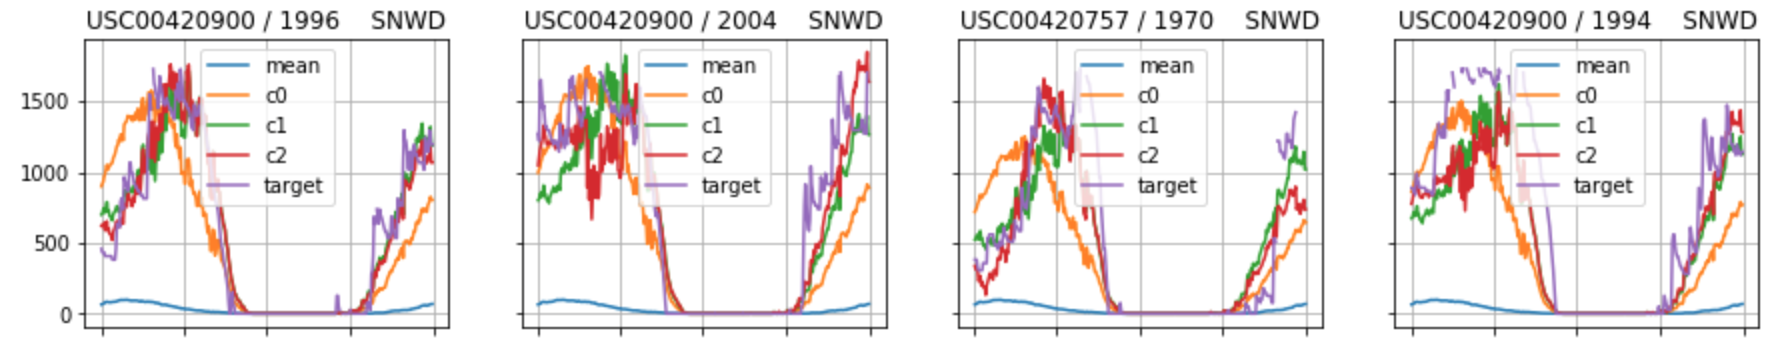 USC00420900 / 1996 SNWD
1500
1000
500
0
mean
c0
c1
c2
target
USC00420900 / 2004 SNWD
mean
c0
c1
c2
target
USC00420757 / 1970 SNWD
mean
c0
c1
c2
target
USC00420900 / 1994 SNWD
mean
c0
c1
c2
target